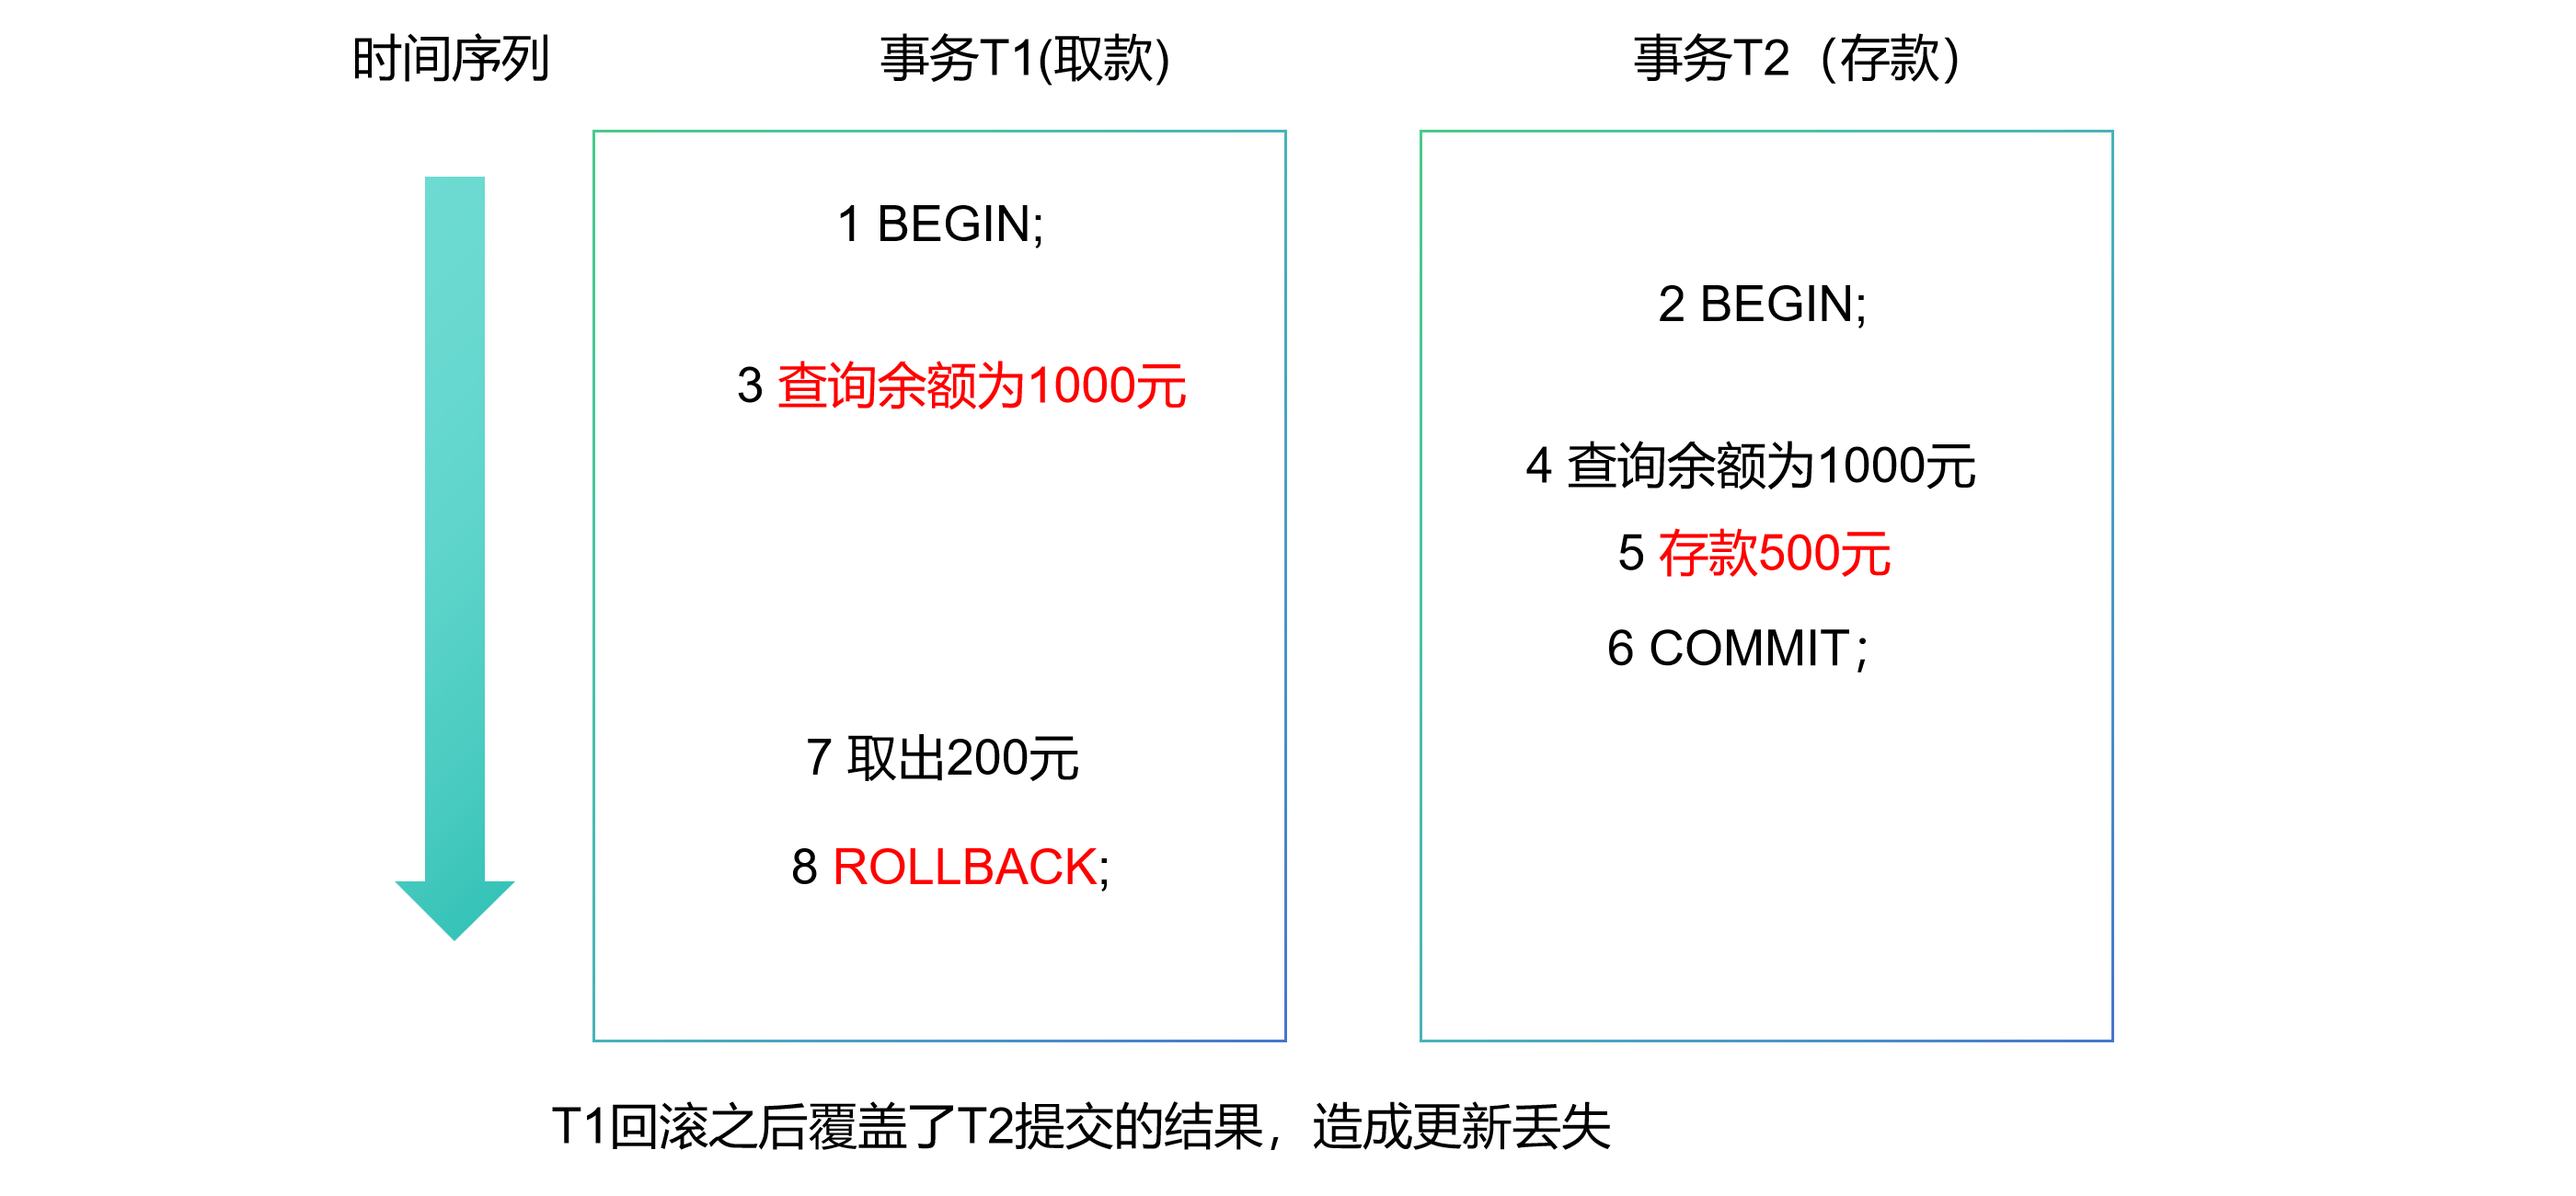 时间序列 事务T1(取款) 事务T2（存款）
1 BEGIN;
2 BEGIN;
3 查询余额为1000元
4 查询余额为1000元
5 存款500元
6 COMMIT；
7 取出200元
8 ROLLBACK;
T1回滚之后覆盖了T2提交的结果，造成更新丢失